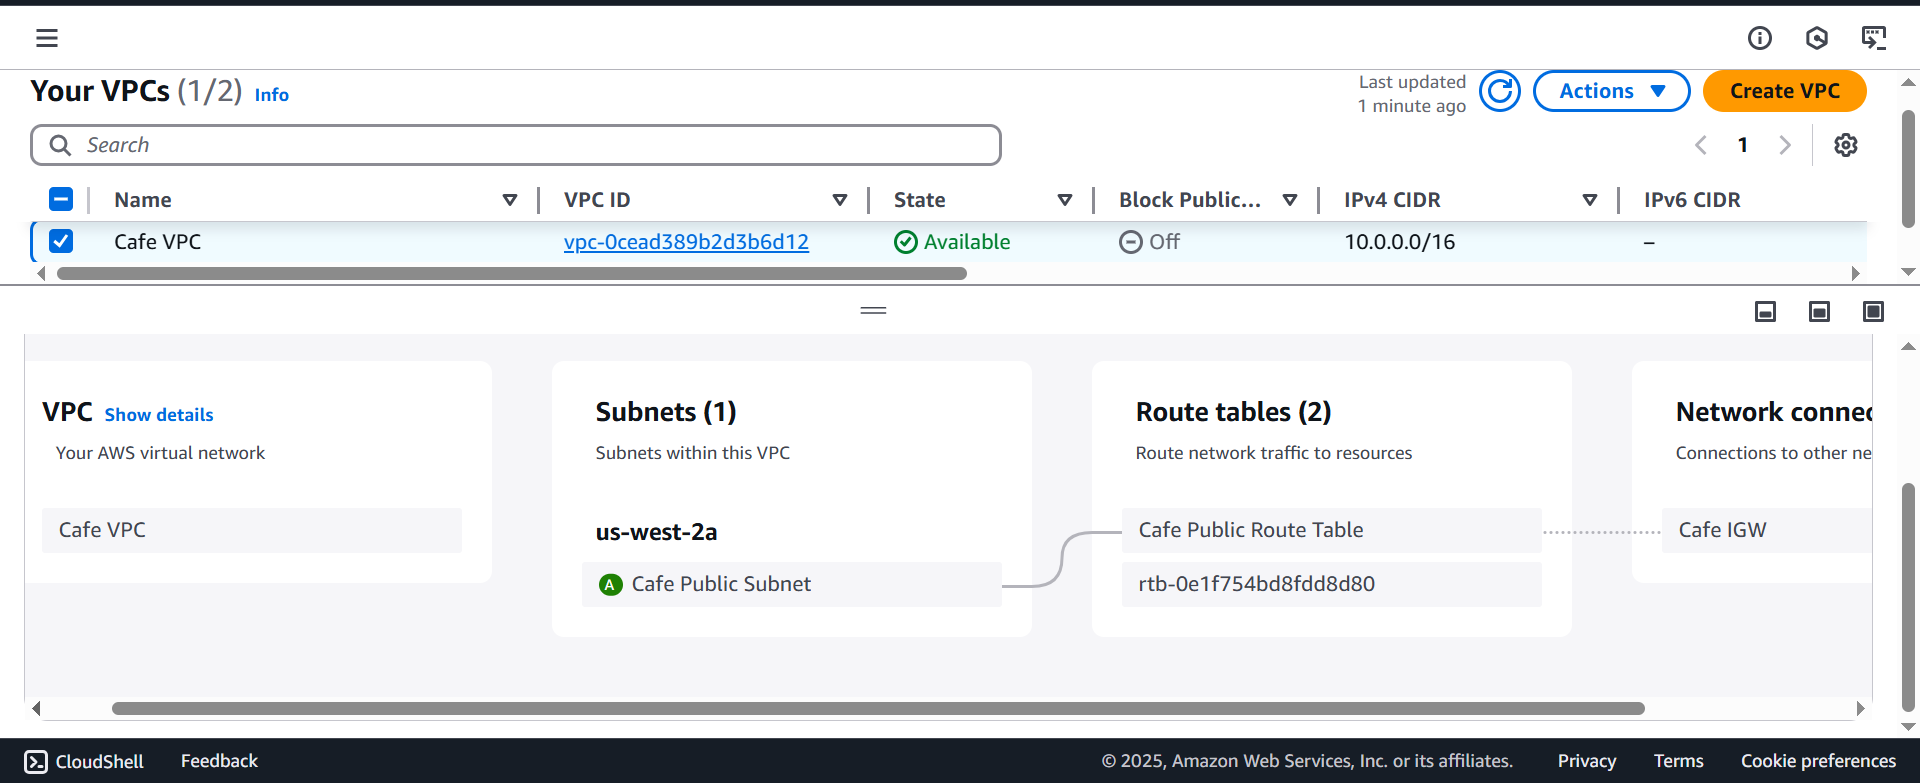 Your VPCs (1/2) Info
Last updated
1 minute ago
Actions
Create VPC
Search
1
Name VPC ID State Block Public... IPv4 CIDR IPv6 CIDR
Cafe VPC vpc-0cead389b2d3b6d12 Available Off 10.0.0.0/16 –
VPC Show details
Your AWS virtual network
Cafe VPC
Subnets (1)
Subnets within this VPC
us-west-2a
A Cafe Public Subnet
Route tables (2)
Route network traffic to resources
Cafe Public Route Table
rtb-0e1f754bd8fdd8d80
Network connec
Connections to other ne
Cafe IGW
CloudShell Feedback © 2025, Amazon Web Services, Inc. or its affiliates. Privacy Terms Cookie preferences